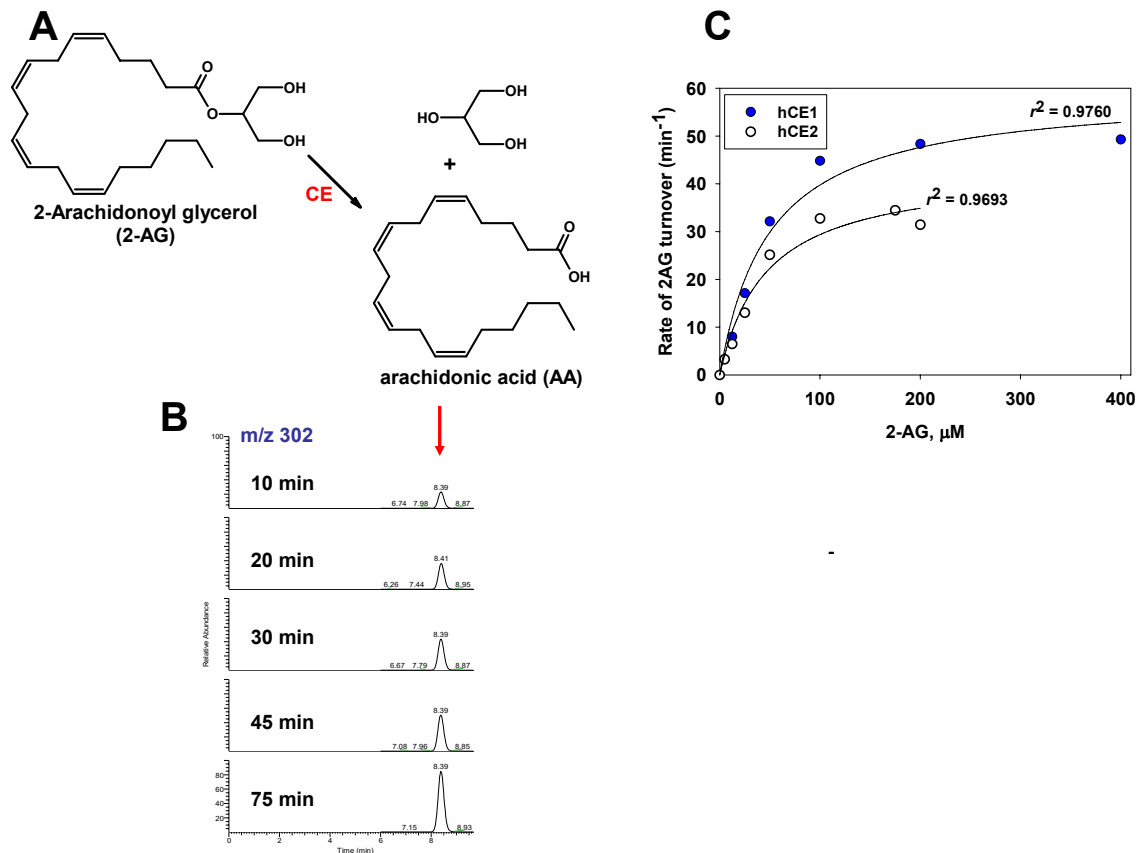 A
O
O
OH
OH
2-Arachidonoyl glycerol
(2-AG)
CE
OH
HO
OH
+
O
OH
arachidonic acid (AA)
B
m/z 302
100
10 min
8.39
6.74 7.98 8.87
20 min
8.41
6.26 7.44 8.95
Relative Abundance
30 min
8.39
6.67 7.79 8.87
45 min
8.39
7.08 7.96 8.85
75 min
8.39
80
60
40
20
7.15 8.93
0 2 4 6 8
Time (min)
C
Rate of 2AG turnover (min⁻¹)
60
50
40
30
20
10
0
hCE1
hCE2
r² = 0.9760
r² = 0.9693
0 100 200 300 400
2-AG, μM
-